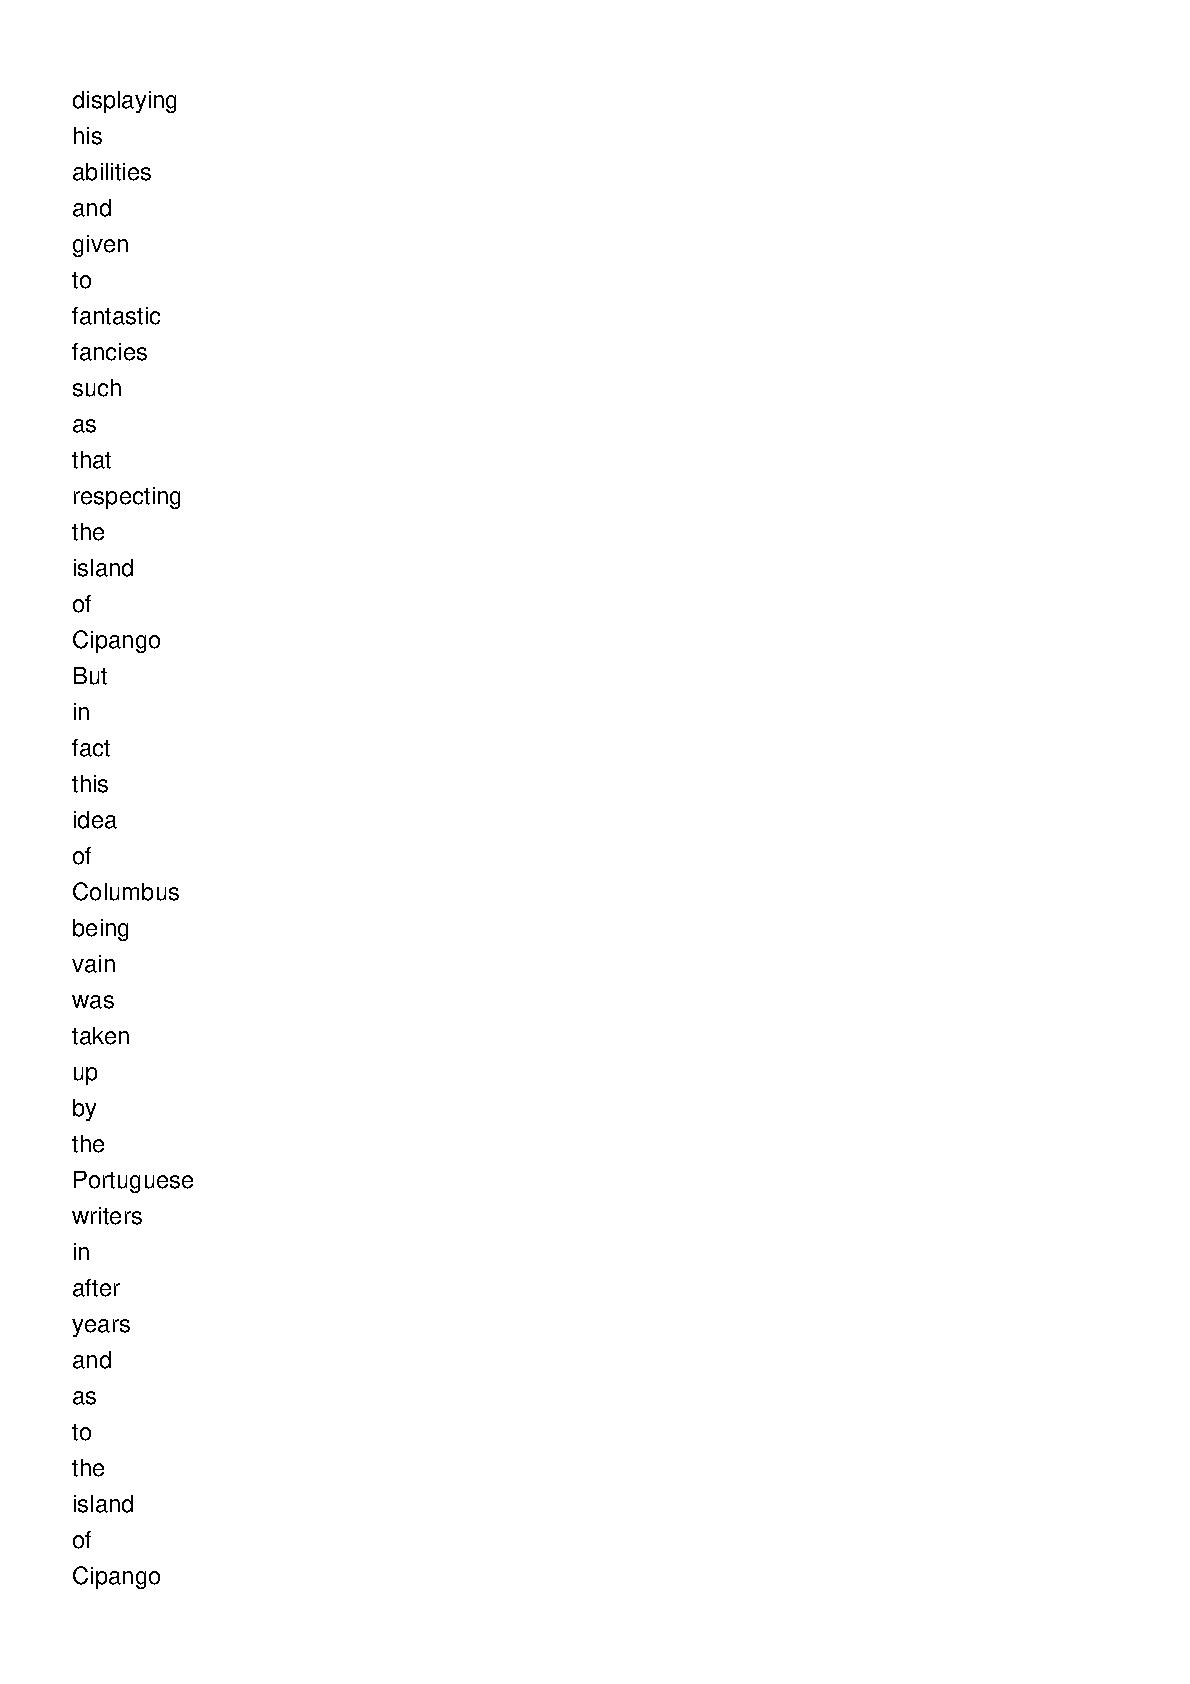 displaying
his
abilities
and
given
to
fantastic
fancies
such
as
that
respecting
the
island
of
Cipango
But
in
fact
this
idea
of
Columbus
being
vain
was
taken
up
by
the
Portuguese
writers
in
after
years
and
as
to
the
island
of
Cipango